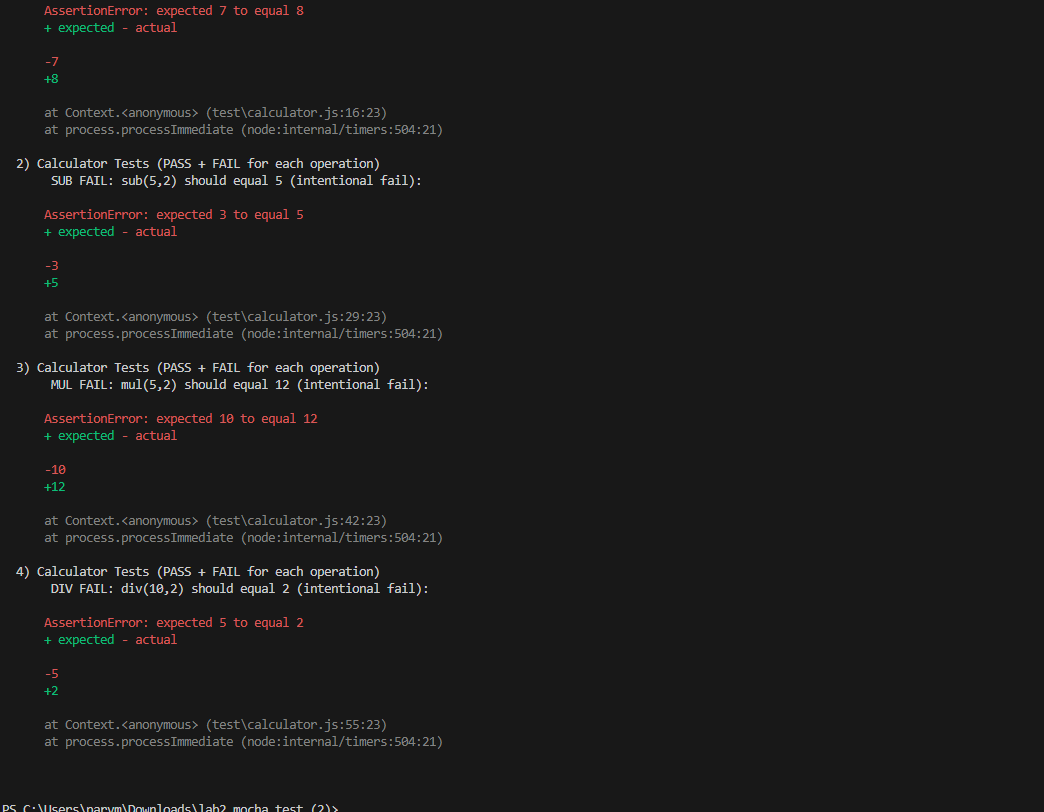 AssertionError: expected 7 to equal 8
+ expected - actual
-7
+8
at Context.<anonymous> (test\calculator.js:16:23)
at process.processImmediate (node:internal/timers:504:21)
2) Calculator Tests (PASS + FAIL for each operation)
SUB FAIL: sub(5,2) should equal 5 (intentional fail):
AssertionError: expected 3 to equal 5
+ expected - actual
-3
+5
at Context.<anonymous> (test\calculator.js:29:23)
at process.processImmediate (node:internal/timers:504:21)
3) Calculator Tests (PASS + FAIL for each operation)
MUL FAIL: mul(5,2) should equal 12 (intentional fail):
AssertionError: expected 10 to equal 12
+ expected - actual
-10
+12
at Context.<anonymous> (test\calculator.js:42:23)
at process.processImmediate (node:internal/timers:504:21)
4) Calculator Tests (PASS + FAIL for each operation)
DIV FAIL: div(10,2) should equal 2 (intentional fail):
AssertionError: expected 5 to equal 2
+ expected - actual
-5
+2
at Context.<anonymous> (test\calculator.js:55:23)
at process.processImmediate (node:internal/timers:504:21)
PS C:\Users\narym\Downloads\lab2 mocha test (2)>